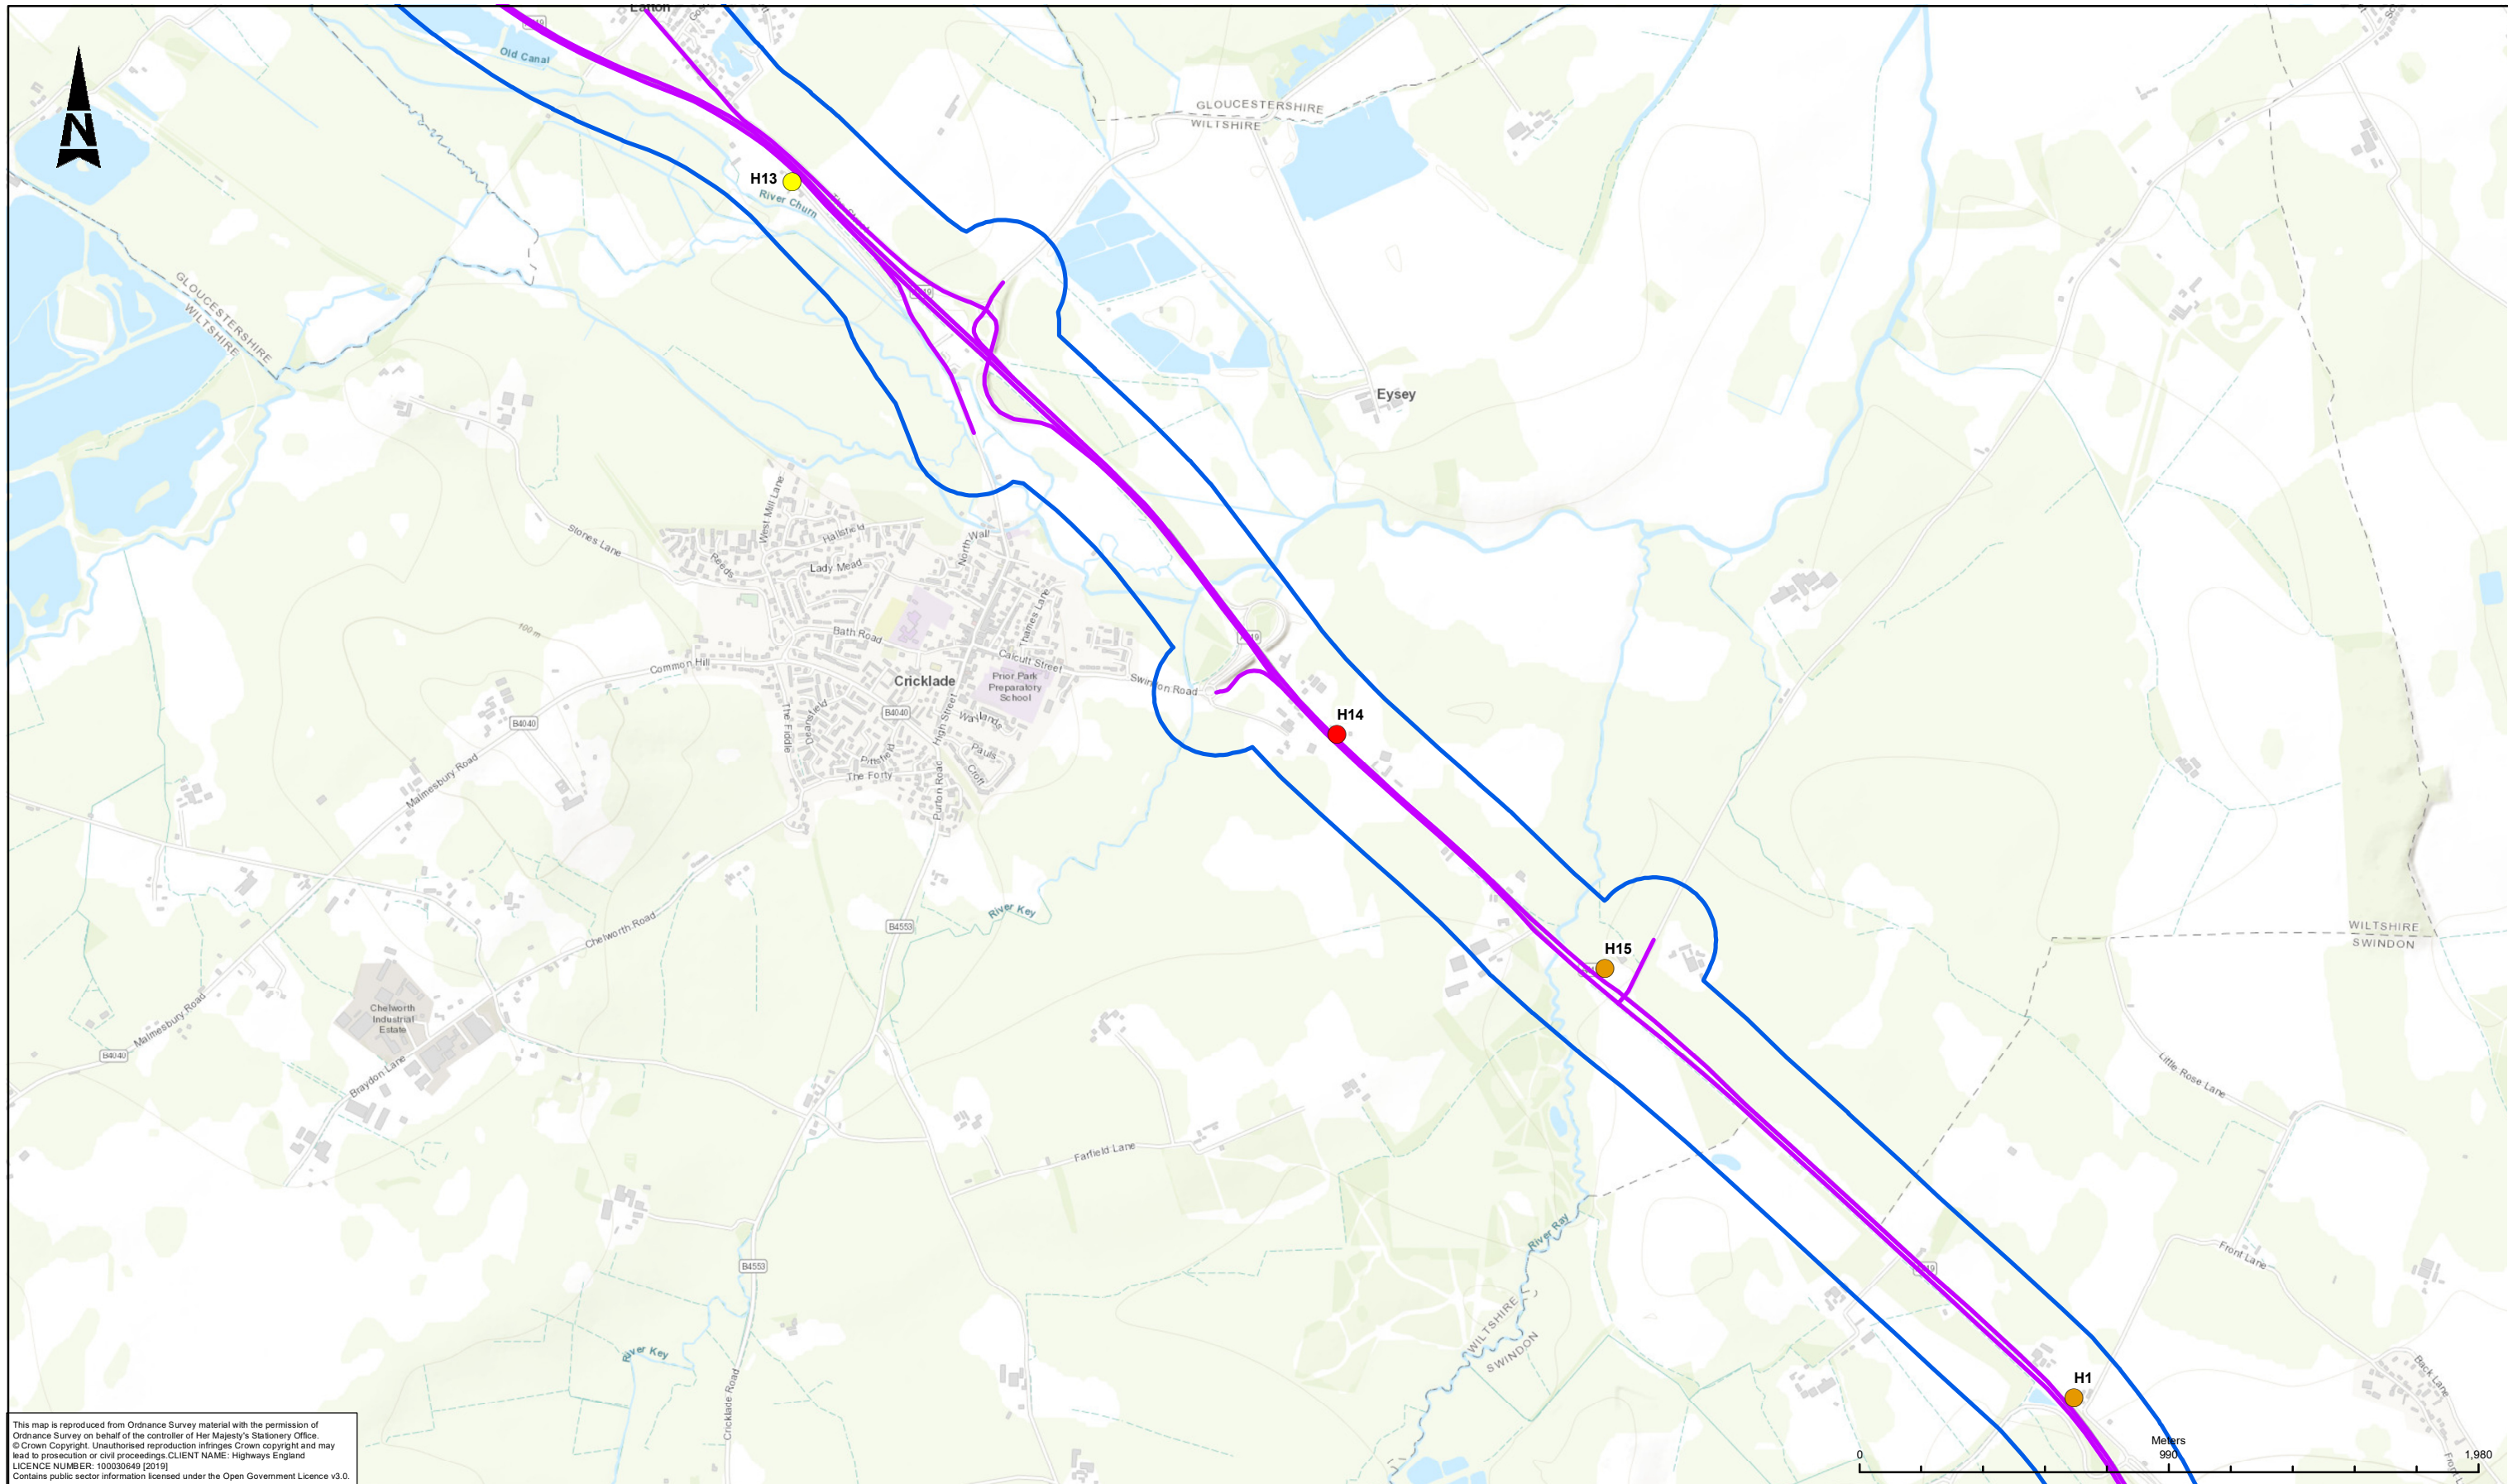 Old Canal
N
GLOUCESTERSHIRE
WILTSHIRE
H13
River Churn
GLOUCESTERSHIRE
WILTSHIRE
Eysey
West Mill Lane
Stones Lane
Hallsfield
North Wall
Reeds
Lady Mead
Thames Lane
Bath Road
Calcutt Street
100 m
Common Hill
Cricklade
Prior Park
Preparatory
School
Swindon Road
The Fiddle
Deansfield
B4040
High Street
B4040
H14
Pauls
Croft
The Forty
Malmesbury Road
Purton Road
River Key
B4553
Chelworth Road
WILTSHIRE
SWINDON
H15
Chelworth
Industrial
Estate
Malmesbury Road
B4040
Braydon Lane
Little Rose Lane
Farfield Lane
River Ray
Front Lane
B4553
WILTSHIRE
SWINDON
River Key
Cricklade Road
H1
Back Lane
Meters
0 990 1,980
This map is reproduced from Ordnance Survey material with the permission of
Ordnance Survey on behalf of the controller of Her Majesty's Stationery Office.
© Crown Copyright. Unauthorised reproduction infringes Crown copyright and may
lead to prosecution or civil proceedings.CLIENT NAME: Highways England
LICENCE NUMBER: 100030649 [2019]
Contains public sector information licensed under the Open Government Licence v3.0.